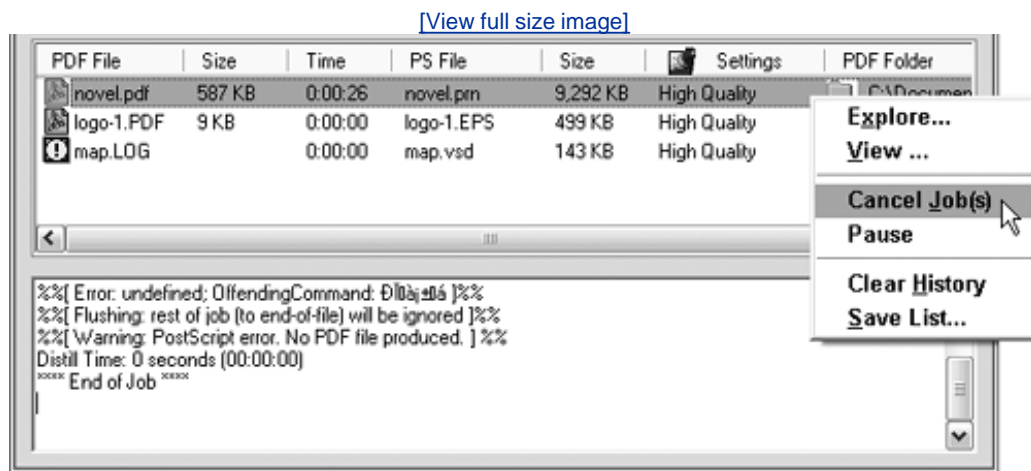 [View full size image]
PDF File Size Time PS File Size Settings PDF Folder
novel.pdf 587 KB 0:00:26 novel.prn 9,292 KB High Quality C:\Documen
logo-1.PDF 9 KB 0:00:00 logo-1.EPS 499 KB High Quality
map.LOG 0:00:00 map.vsd 143 KB High Quality
Explore...
View ...
Cancel Job(s)
Pause
Clear History
Save List...
%%[ Error: undefined; OffendingCommand: ]%%
%%[ Flushing: rest of job (to end-of-file) will be ignored ]%%
%%[ Warning: PostScript error. No PDF file produced. ] %%
Distill Time: 0 seconds (00:00:00)
**** End of Job ****